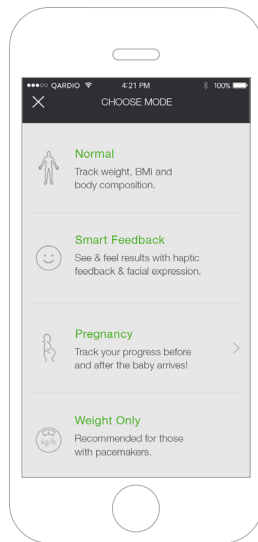 QARDIO 4:21 PM 100%
CHOOSE MODE
Normal
Track weight, BMI and
body composition.
Smart Feedback
See & feel results with haptic
feedback & facial expression.
Pregnancy
Track your progress before
and after the baby arrives!
Weight Only
kg/lb
Recommended for those
with pacemakers.